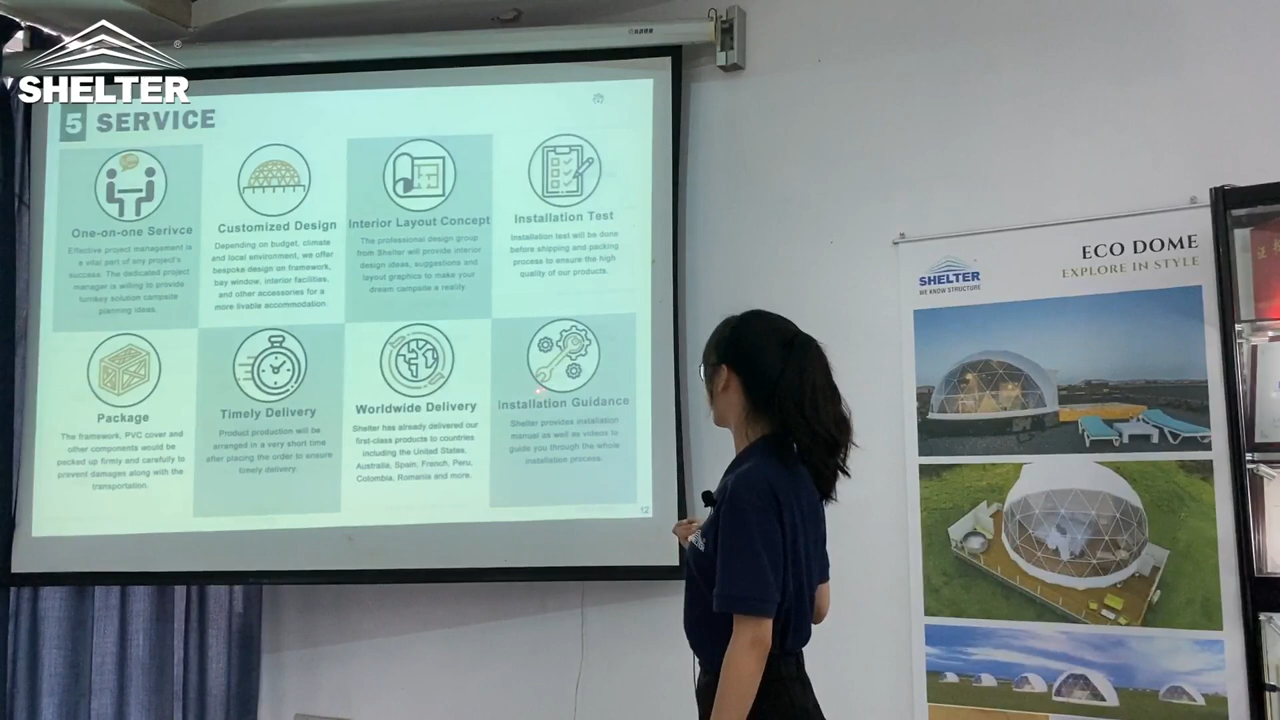 SHELTER
®
5 SERVICE
One-on-one Serivce
Effective project management is
a vital part of any project's
success. The dedicated project
manager is willing to provide
turnkey solution campsite
planning ideas.
Customized Design
Depending on budget, climate
and local environment, we offer
bespoke design on framework,
bay window, interior facilities,
and other accessories for a
more livable accommodation.
Interior Layout Concept
The professional design group
from Shelter will provide interior
design ideas, suggestions and
layout graphics to make your
dream campsite a reality.
Installation Test
Installation test will be done
before shipping and packing
process to ensure the high
quality of our products.
Package
The framework, PVC cover and
other components would be
packed up firmly and carefully to
prevent damages along with the
transportation.
Timely Delivery
Product production will be
arranged in a very short time
after placing the order to ensure
timely delivery.
Worldwide Delivery
Shelter has already delivered our
first-class products to countries
including the United States,
Australia, Spain, French, Peru,
Colombia, Romania and more.
Installation Guidance
Shelter provides installation
manual as well as videos to
guide you through the whole
installation process.
12
SHELTER
WE KNOW STRUCTURE
ECO DOME
EXPLORE IN STYLE